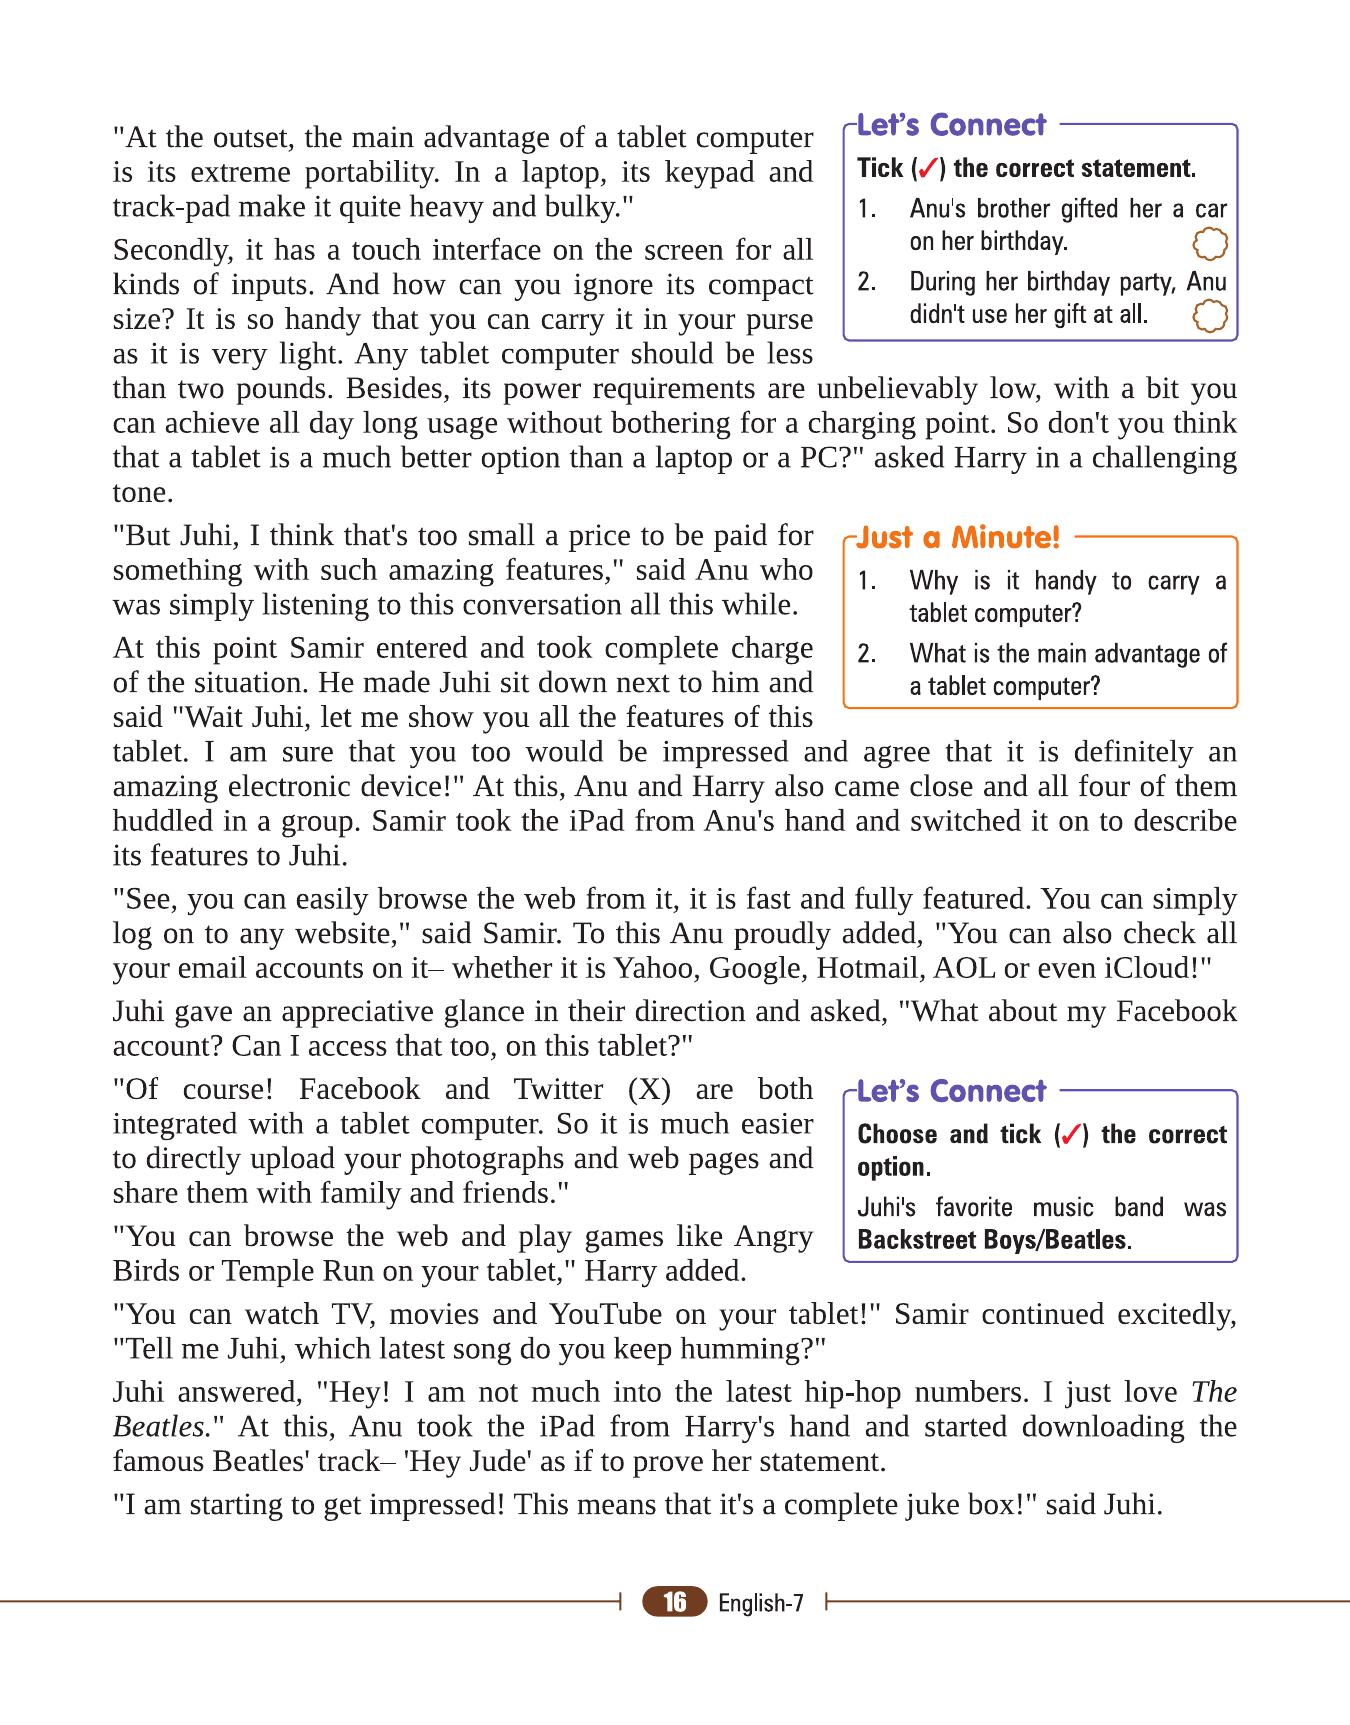 "At the outset, the main advantage of a tablet computer
is its extreme portability. In a laptop, its keypad and
track-pad make it quite heavy and bulky."
Secondly, it has a touch interface on the screen for all
kinds of inputs. And how can you ignore its compact
size? It is so handy that you can carry it in your purse
as it is very light. Any tablet computer should be less
than two pounds. Besides, its power requirements are unbelievably low, with a bit you
can achieve all day long usage without bothering for a charging point. So don't you think
that a tablet is a much better option than a laptop or a PC?" asked Harry in a challenging
tone.
Let's Connect
Tick (✓) the correct statement.
1. Anu's brother gifted her a car
on her birthday.
2. During her birthday party, Anu
didn't use her gift at all.
"But Juhi, I think that's too small a price to be paid for
something with such amazing features," said Anu who
was simply listening to this conversation all this while.
At this point Samir entered and took complete charge
of the situation. He made Juhi sit down next to him and
said "Wait Juhi, let me show you all the features of this
tablet. I am sure that you too would be impressed and agree that it is definitely an
amazing electronic device!" At this, Anu and Harry also came close and all four of them
huddled in a group. Samir took the iPad from Anu's hand and switched it on to describe
its features to Juhi.
Just a Minute!
1. Why is it handy to carry a
tablet computer?
2. What is the main advantage of
a tablet computer?
"See, you can easily browse the web from it, it is fast and fully featured. You can simply
log on to any website," said Samir. To this Anu proudly added, "You can also check all
your email accounts on it– whether it is Yahoo, Google, Hotmail, AOL or even iCloud!"
Juhi gave an appreciative glance in their direction and asked, "What about my Facebook
account? Can I access that too, on this tablet?"
"Of course! Facebook and Twitter (X) are both
integrated with a tablet computer. So it is much easier
to directly upload your photographs and web pages and
share them with family and friends."
"You can browse the web and play games like Angry
Birds or Temple Run on your tablet," Harry added.
Let's Connect
Choose and tick (✓) the correct
option.
Juhi's favorite music band was
Backstreet Boys/Beatles.
"You can watch TV, movies and YouTube on your tablet!" Samir continued excitedly,
"Tell me Juhi, which latest song do you keep humming?"
Juhi answered, "Hey! I am not much into the latest hip-hop numbers. I just love The
Beatles." At this, Anu took the iPad from Harry's hand and started downloading the
famous Beatles' track– 'Hey Jude' as if to prove her statement.
"I am starting to get impressed! This means that it's a complete juke box!" said Juhi.
16 English-7